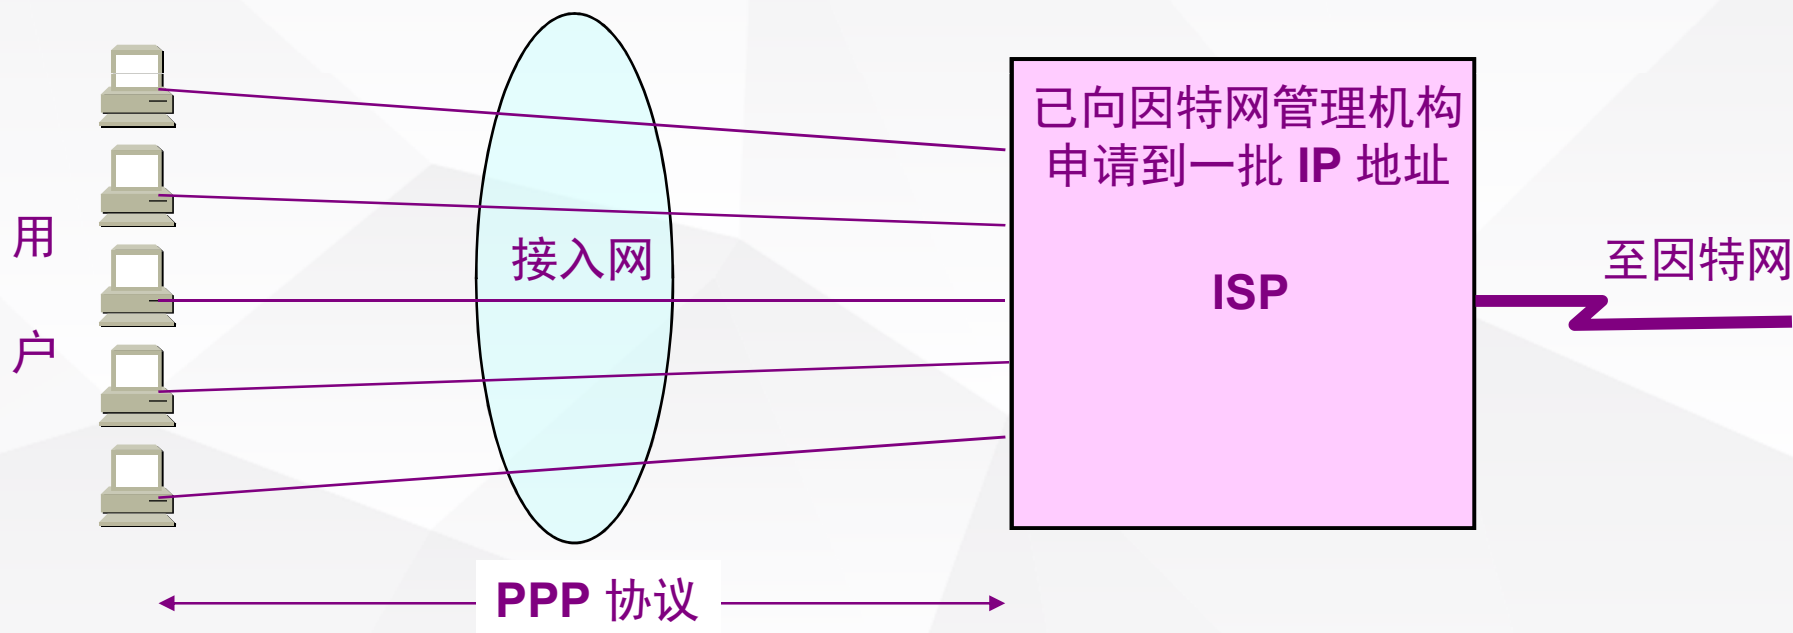 已向因特网管理机构
申请到一批 IP 地址
用
户
接入网
ISP
至因特网
PPP 协议